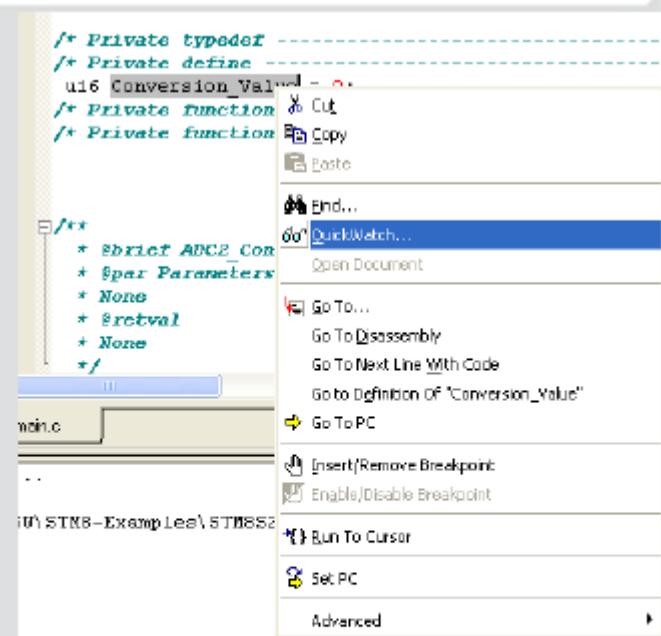 /* Private typedef ------------------------------
/* Private define ------------------------------
u16 Conversion_Value = 0;
/* Private function
/* Private function
/**
* @brief ADC2_Con
* @par Parameters
* None
* @retval
* None
*/
main.c
..
\STM8-Examples\STM8S2
Cut
Copy
Paste
Find...
QuickWatch...
Open Document
Go To...
Go To Disassembly
Go To Next Line With Code
Go to Definition Of "Conversion_Value"
Go To PC
Insert/Remove Breakpoint
Enable/Disable Breakpoint
Run To Cursor
Set PC
Advanced